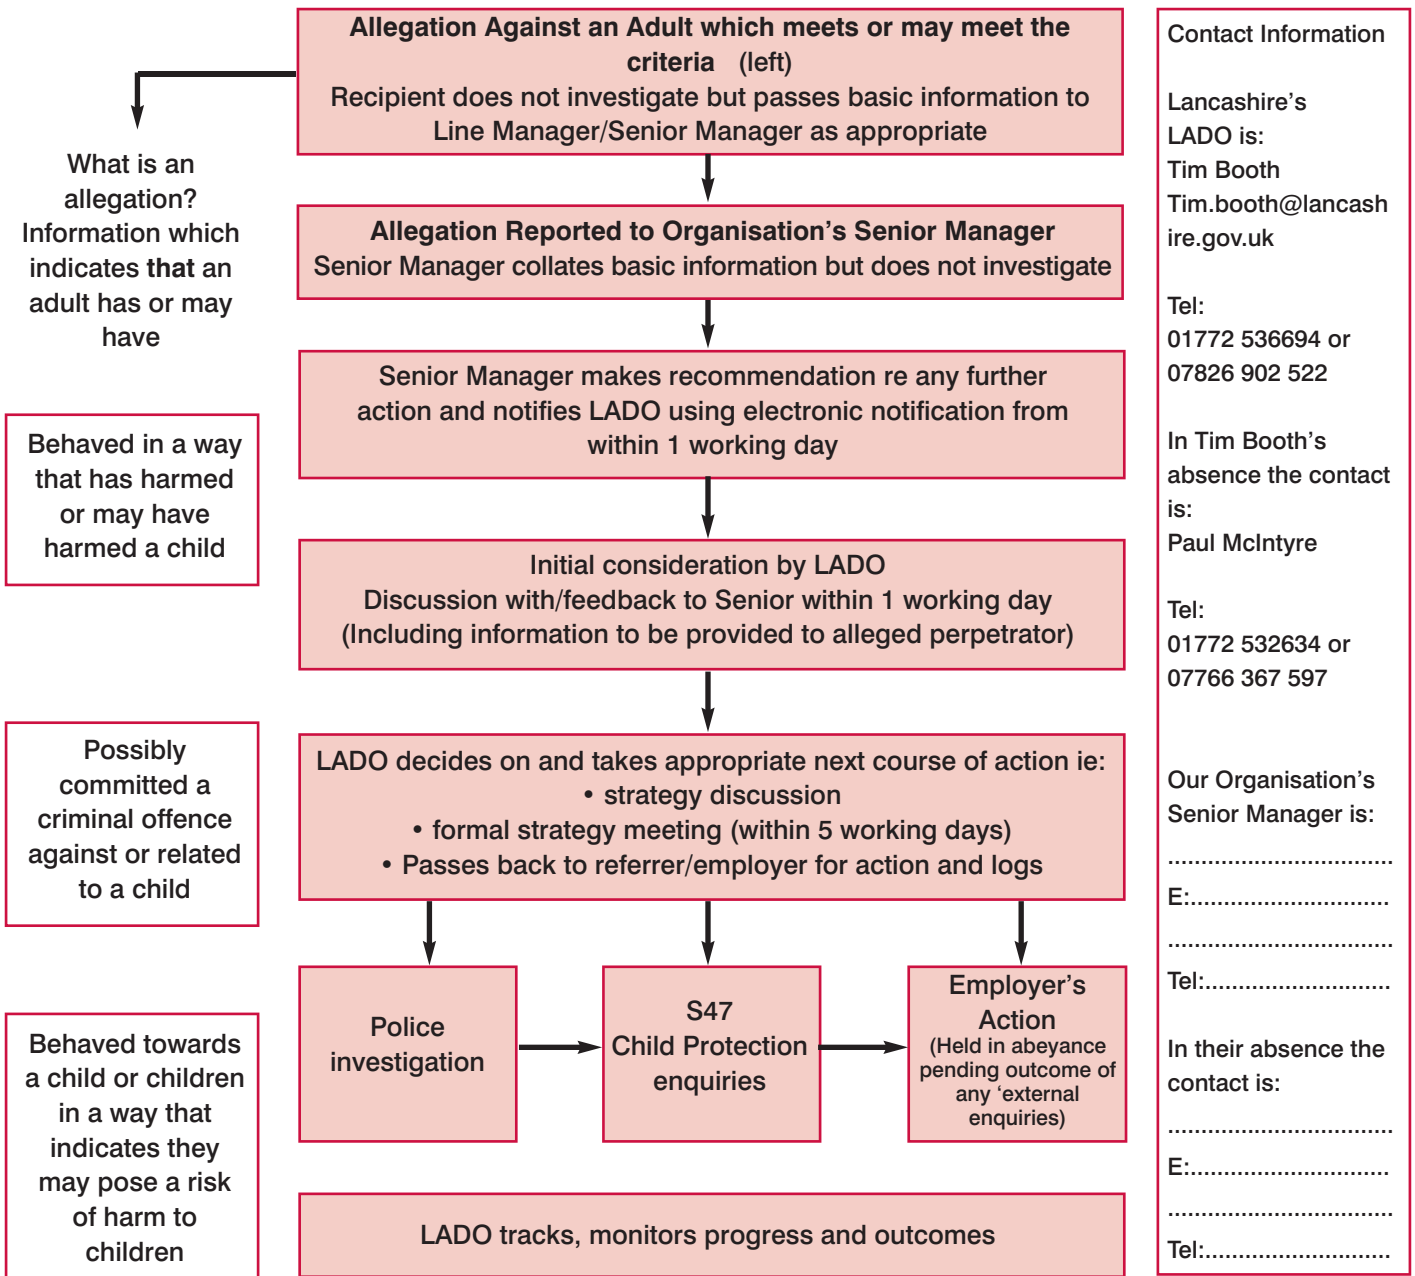 Allegation Against an Adult which meets or may meet the
criteria (left)
Recipient does not investigate but passes basic information to
Line Manager/Senior Manager as appropriate
What is an
allegation?
Information which
indicates that an
adult has or may
have
Behaved in a way
that has harmed
or may have
harmed a child
Possibly
committed a
criminal offence
against or related
to a child
Behaved towards
a child or children
in a way that
indicates they
may pose a risk
of harm to
children
Allegation Reported to Organisation's Senior Manager
Senior Manager collates basic information but does not investigate
Senior Manager makes recommendation re any further
action and notifies LADO using electronic notification from
within 1 working day
Initial consideration by LADO
Discussion with/feedback to Senior within 1 working day
(Including information to be provided to alleged perpetrator)
LADO decides on and takes appropriate next course of action ie:
• strategy discussion
• formal strategy meeting (within 5 working days)
• Passes back to referrer/employer for action and logs
Police
investigation
S47
Child Protection
enquiries
Employer's
Action
(Held in abeyance
pending outcome of
any 'external
enquiries)
LADO tracks, monitors progress and outcomes
Contact Information
Lancashire's
LADO is:
Tim Booth
Tim.booth@lancash
ire.gov.uk
Tel:
01772 536694 or
07826 902 522
In Tim Booth's
absence the contact
is:
Paul McIntyre
Tel:
01772 532634 or
07766 367 597
Our Organisation's
Senior Manager is:
..................................
E:..............................
..................................
Tel:............................
In their absence the
contact is:
..................................
E:..............................
..................................
Tel:............................